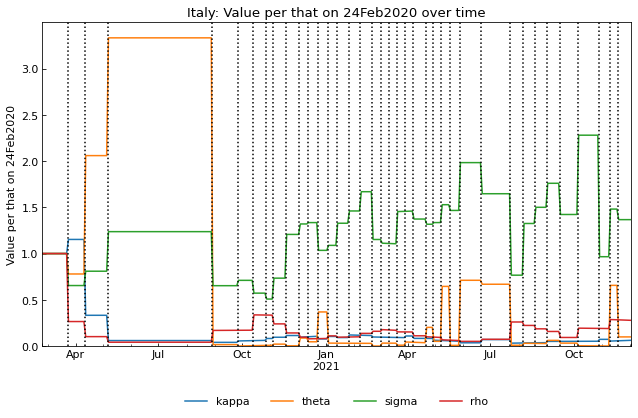 Italy: Value per that on 24Feb2020 over time
Value per that on 24Feb2020
3.0
2.5
2.0
1.5
1.0
0.5
0.0
Apr Jul Oct Jan Apr Jul Oct
2021
kappa theta sigma rho